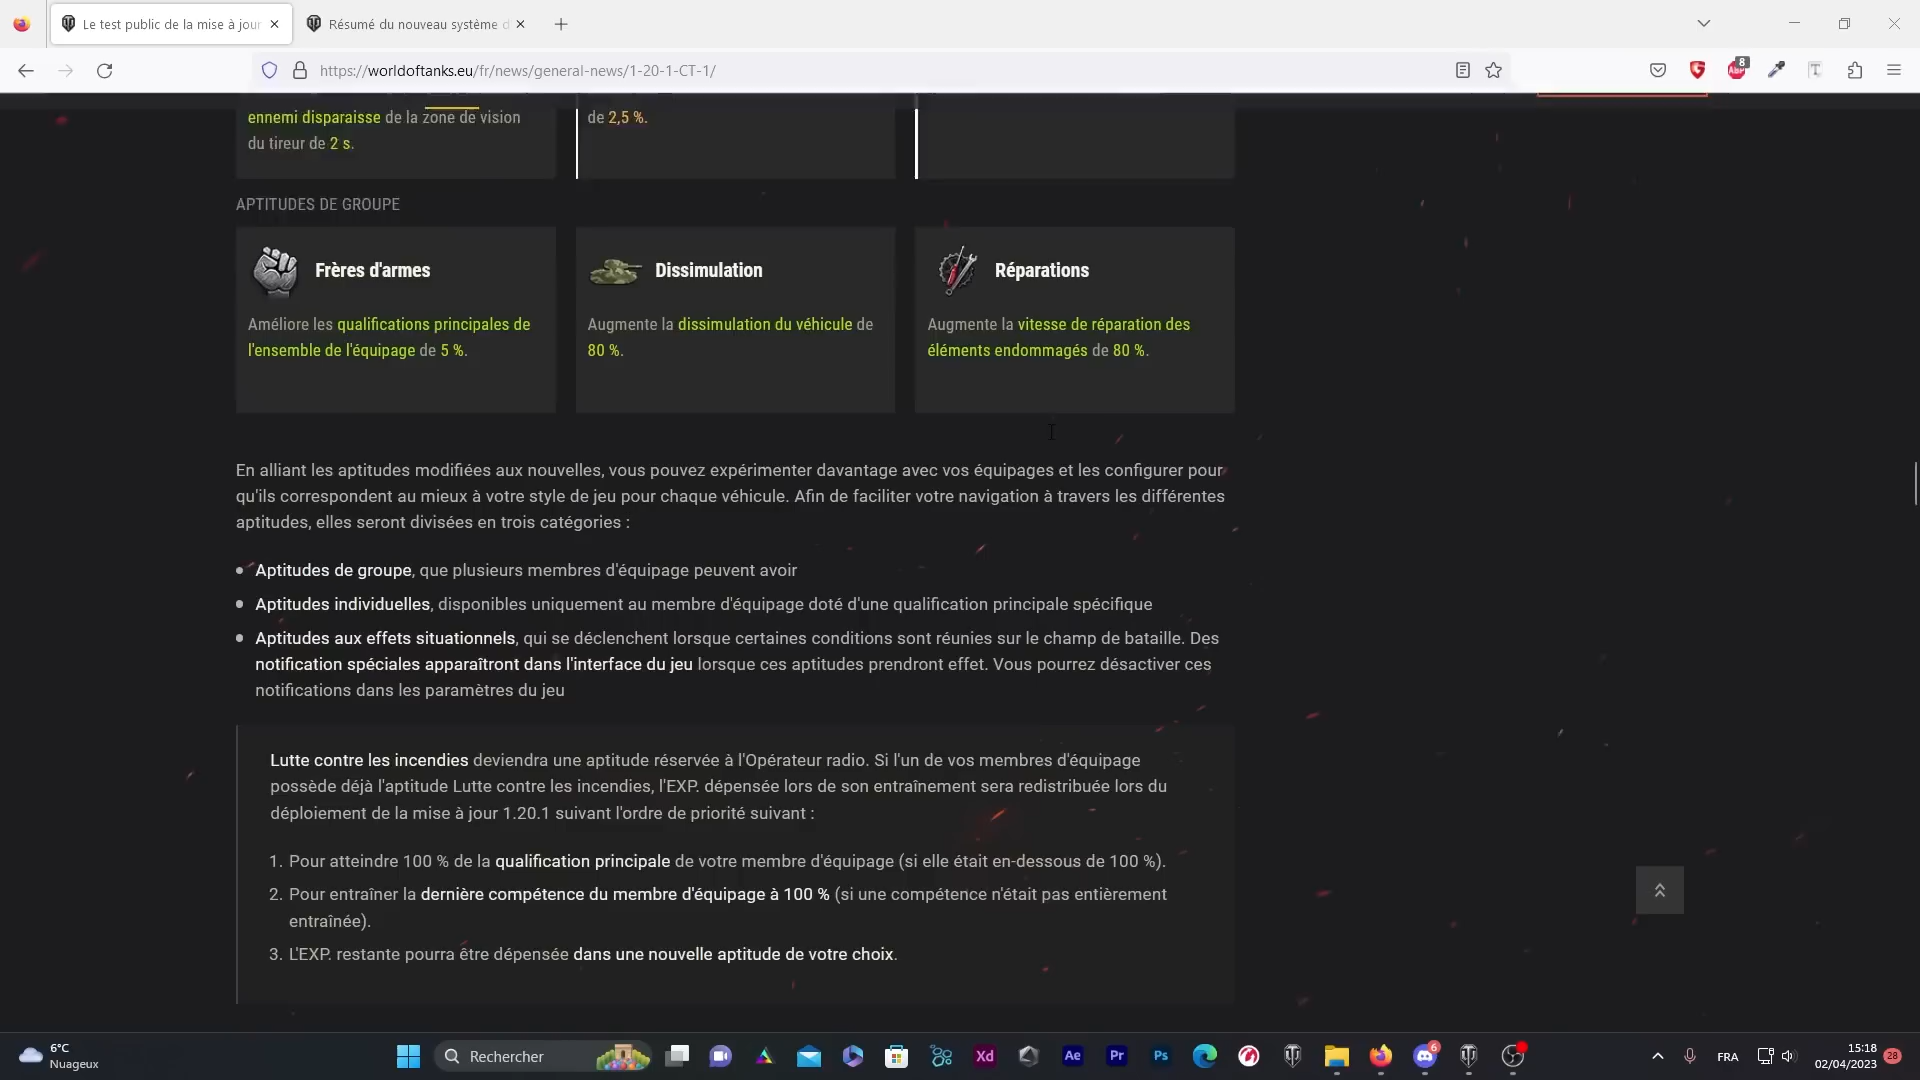 Le test public de la mise à jour
Résumé du nouveau système d
https://worldoftanks.eu/fr/news/general-news/1-20-1-CT-1/
8
ennemi disparaisse de la zone de vision
du tireur de 2 s.
de 2,5 %.
APTITUDES DE GROUPE
Frères d'armes
Améliore les qualifications principales de
l'ensemble de l'équipage de 5 %.
Dissimulation
Augmente la dissimulation du véhicule de
80 %.
Réparations
Augmente la vitesse de réparation des
éléments endommagés de 80 %.
En alliant les aptitudes modifiées aux nouvelles, vous pouvez expérimenter davantage avec vos équipages et les configurer pour
qu'ils correspondent au mieux à votre style de jeu pour chaque véhicule. Afin de faciliter votre navigation à travers les différentes
aptitudes, elles seront divisées en trois catégories :
Aptitudes de groupe, que plusieurs membres d'équipage peuvent avoir
Aptitudes individuelles, disponibles uniquement au membre d'équipage doté d'une qualification principale spécifique
Aptitudes aux effets situationnels, qui se déclenchent lorsque certaines conditions sont réunies sur le champ de bataille. Des
notification spéciales apparaîtront dans l'interface du jeu lorsque ces aptitudes prendront effet. Vous pourrez désactiver ces
notifications dans les paramètres du jeu
Lutte contre les incendies deviendra une aptitude réservée à l'Opérateur radio. Si l'un de vos membres d'équipage
possède déjà l'aptitude Lutte contre les incendies, l'EXP. dépensée lors de son entraînement sera redistribuée lors du
déploiement de la mise à jour 1.20.1 suivant l'ordre de priorité suivant :
1. Pour atteindre 100 % de la qualification principale de votre membre d'équipage (si elle était en-dessous de 100 %).
2. Pour entraîner la dernière compétence du membre d'équipage à 100 % (si une compétence n'était pas entièrement
entraînée).
3. L'EXP. restante pourra être dépensée dans une nouvelle aptitude de votre choix.
6°C
Nuageux
Rechercher
Xd
Ae
Pr
Ps
6
FRA
15:18
02/04/2023
28